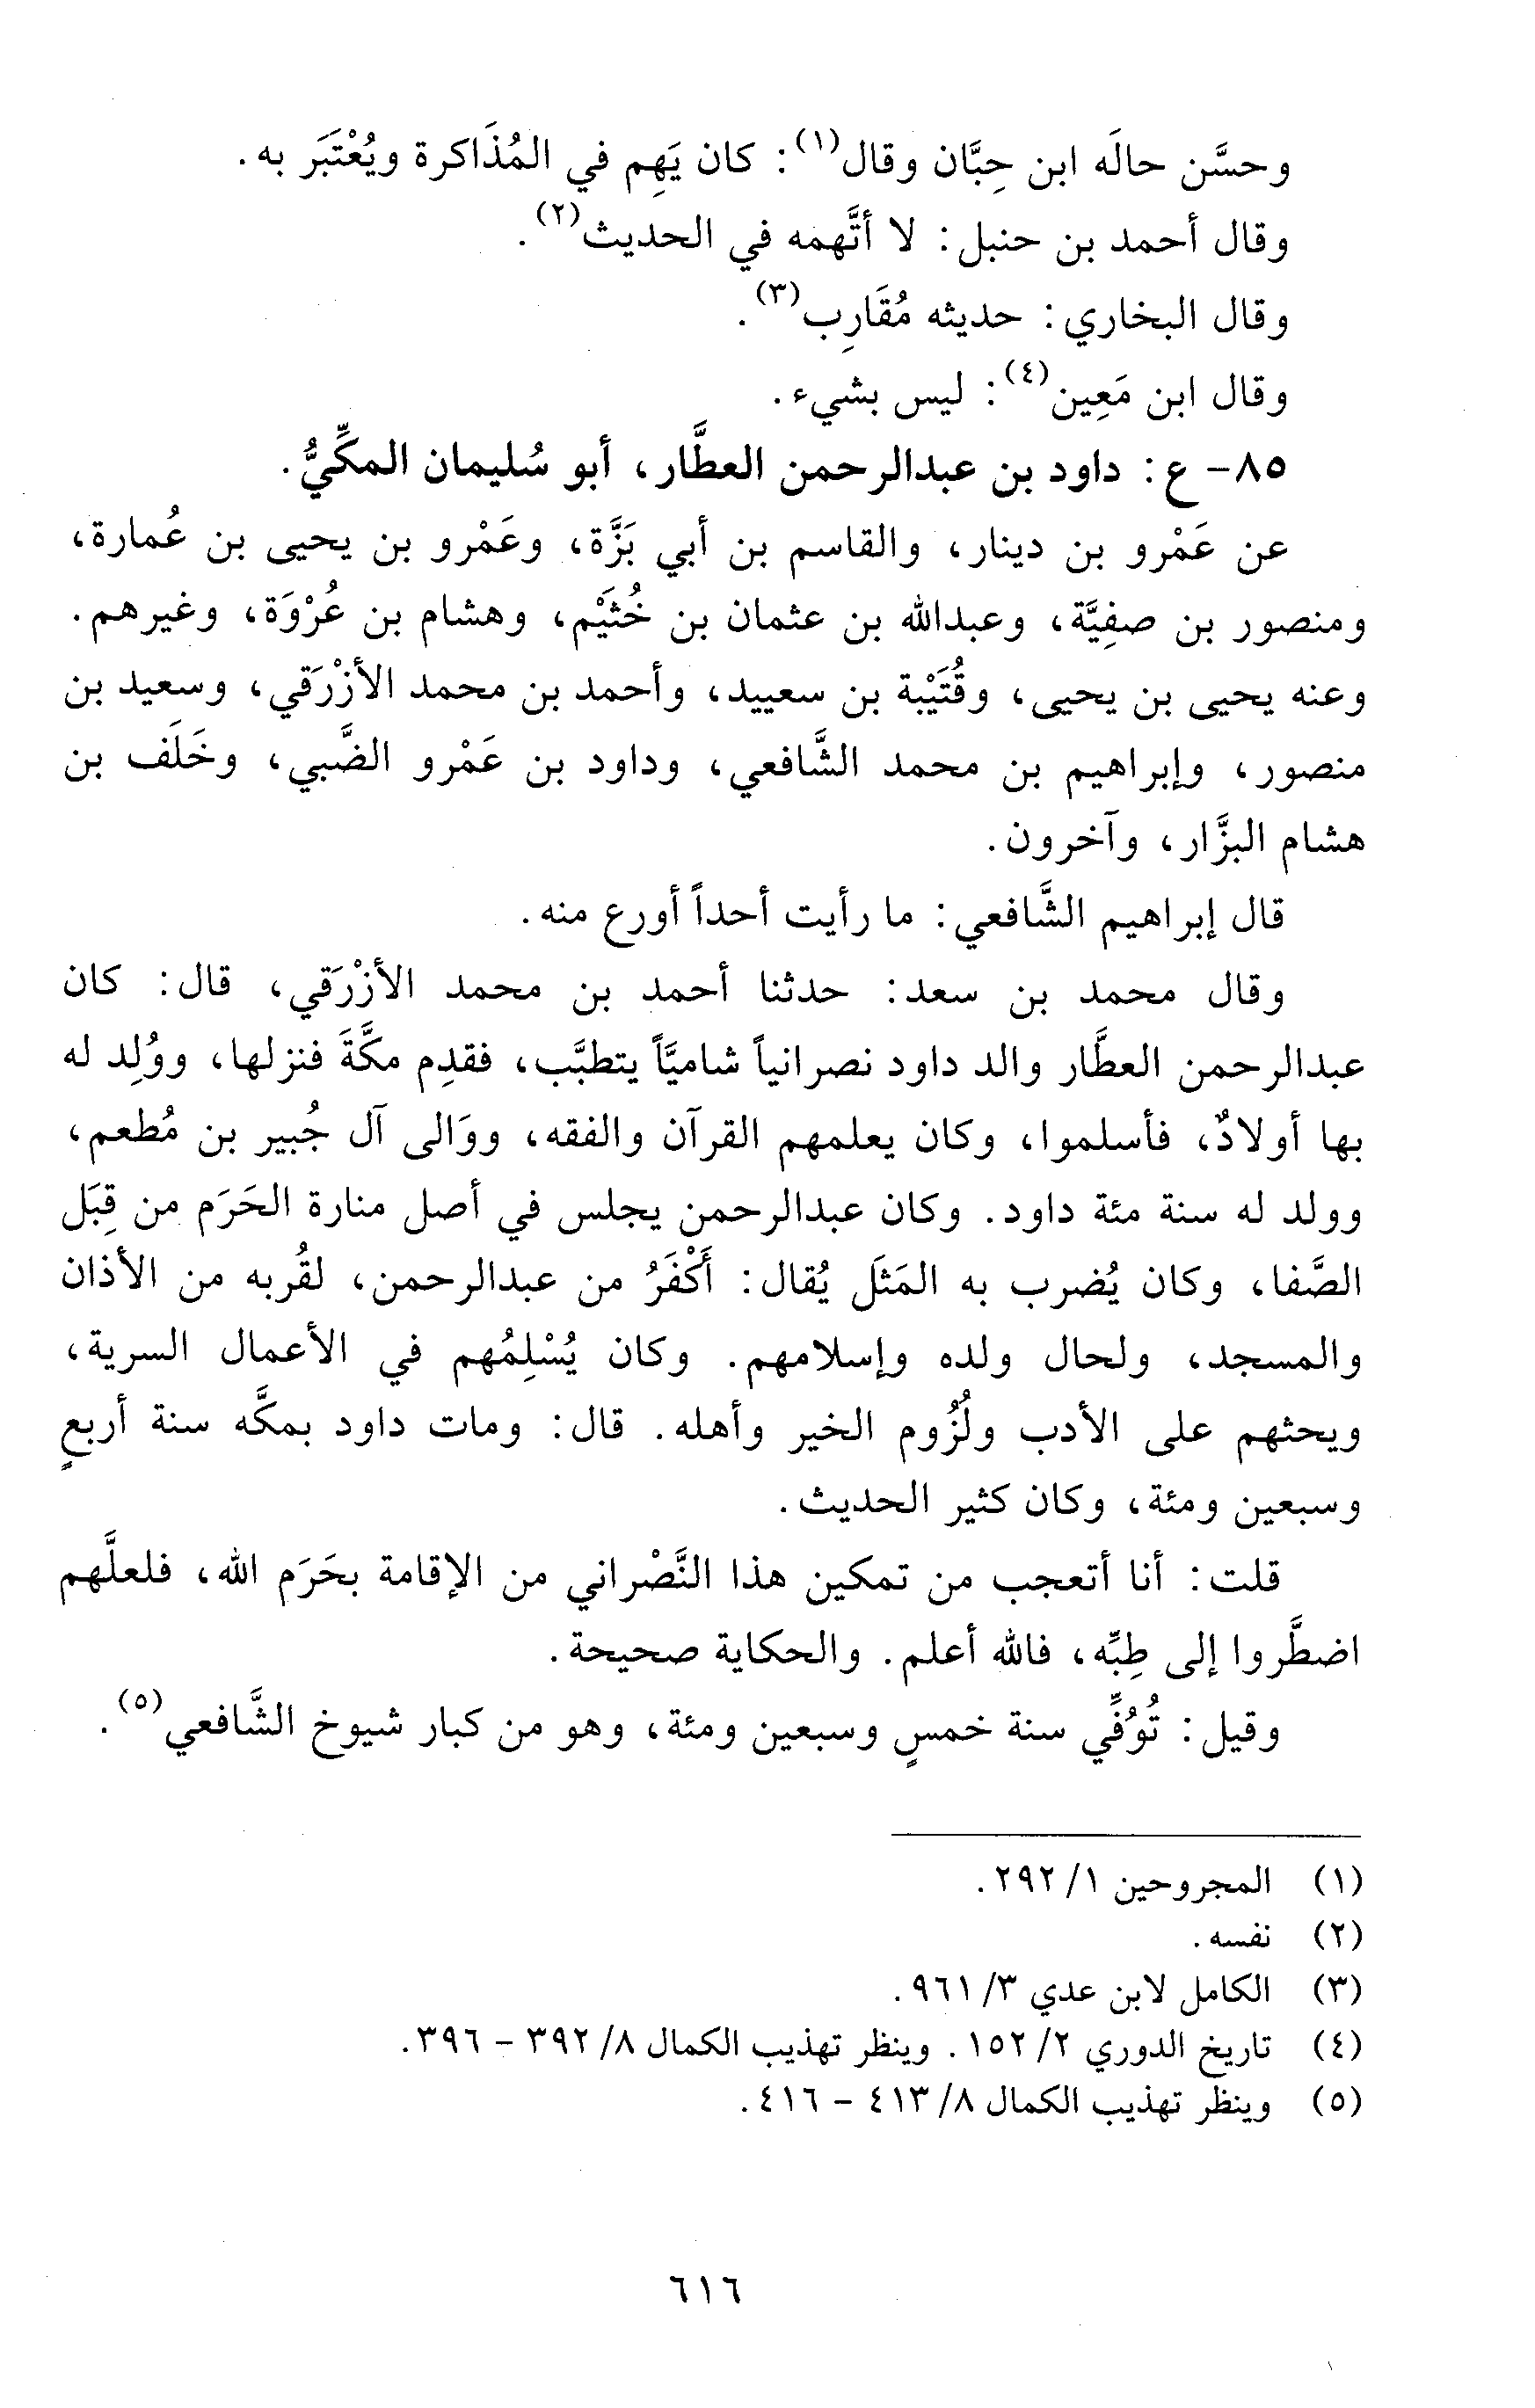 وحسَّن حالَه ابن حِبَّان وقال(١): كان يَهِم في المُذَاكرة ويُعْتَبَر به.
وقال أحمد بن حنبل: لا أتَّهمه في الحديث(٢).
وقال البخاري: حديثه مُقَارِب(٣).
وقال ابن مَعِين(٤): ليس بشيء.
٨٥- ع: داود بن عبدالرحمن العطَّار، أبو سُليمان المكِّيُّ.
عن عَمْرو بن دينار، والقاسم بن أبي بَزَّة، وعَمْرو بن يحيى بن عُمارة،
ومنصور بن صفِيَّة، وعبدالله بن عثمان بن خُثَيْم، وهشام بن عُرْوَة، وغيرهم.
وعنه يحيى بن يحيى، وقُتَيْبة بن سعييد، وأحمد بن محمد الأزْرَقي، وسعيد بن
منصور، وإبراهيم بن محمد الشَّافعي، وداود بن عَمْرو الضَّبي، وخَلَف بن
هشام البزَّار، وآخرون.
قال إبراهيم الشَّافعي: ما رأيت أحداً أورع منه.
وقال محمد بن سعد: حدثنا أحمد بن محمد الأزْرَقي، قال: كان
عبدالرحمن العطَّار والد داود نصرانياً شاميَّاً يتطبَّب، فقدِم مكَّةَ فنزلها، ووُلِد له
بها أولادٌ، فأسلموا، وكان يعلمهم القرآن والفقه، ووَالى آل جُبير بن مُطعم،
وولد له سنة مئة داود. وكان عبدالرحمن يجلس في أصل منارة الحَرَم من قِبَل
الصَّفا، وكان يُضرب به المَثَل يُقال: أَكْفَرُ من عبدالرحمن، لقُربه من الأذان
والمسجد، ولحال ولده وإسلامهم. وكان يُسْلِمُهم في الأعمال السرية،
ويحثهم على الأدب ولُزُوم الخير وأهله. قال: ومات داود بمكَّه سنة أربعٍ
وسبعين ومئة، وكان كثير الحديث.
قلت: أنا أتعجب من تمكين هذا النَّصْراني من الإقامة بحَرَم الله، فلعلَّهم
اضطَّروا إلى طِبِّه، فالله أعلم. والحكاية صحيحة.
وقيل: تُوُفِّي سنة خمسٍ وسبعين ومئة، وهو من كبار شيوخ الشَّافعي(٥).
(١) المجروحين ١/ ٢٩٢.
(٢) نفسه.
(٣) الكامل لابن عدي ٣/ ٩٦١.
(٤) تاريخ الدوري ٢/ ١٥٢. وينظر تهذيب الكمال ٨/ ٣٩٢ - ٣٩٦.
(٥) وينظر تهذيب الكمال ٨/ ٤١٣ - ٤١٦.
٦١٦